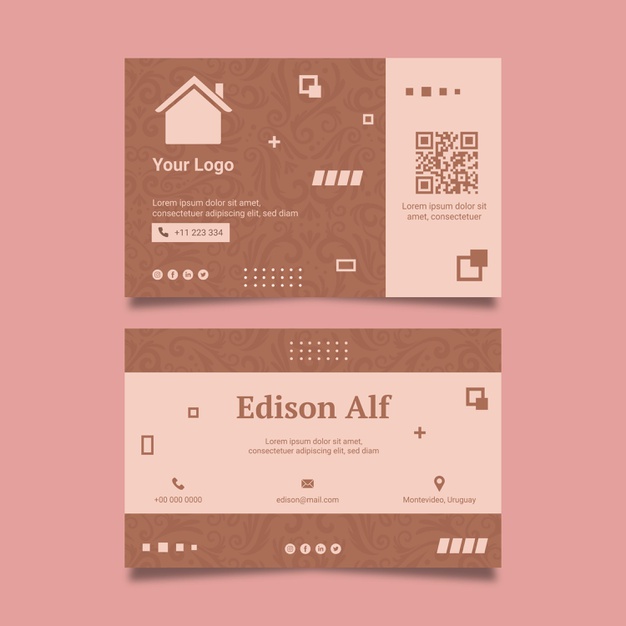 Your Logo
Lorem ipsum dolor sit amet,
consectetuer adipiscing elit, sed diam
+11 223 334
Lorem ipsum dolor sit
amet, consectetuer
Edison Alf
Lorem ipsum dolor sit amet,
consectetuer adipiscing elit, sed diam
+00 000 0000
edison@mail.com
Montevideo, Uruguay